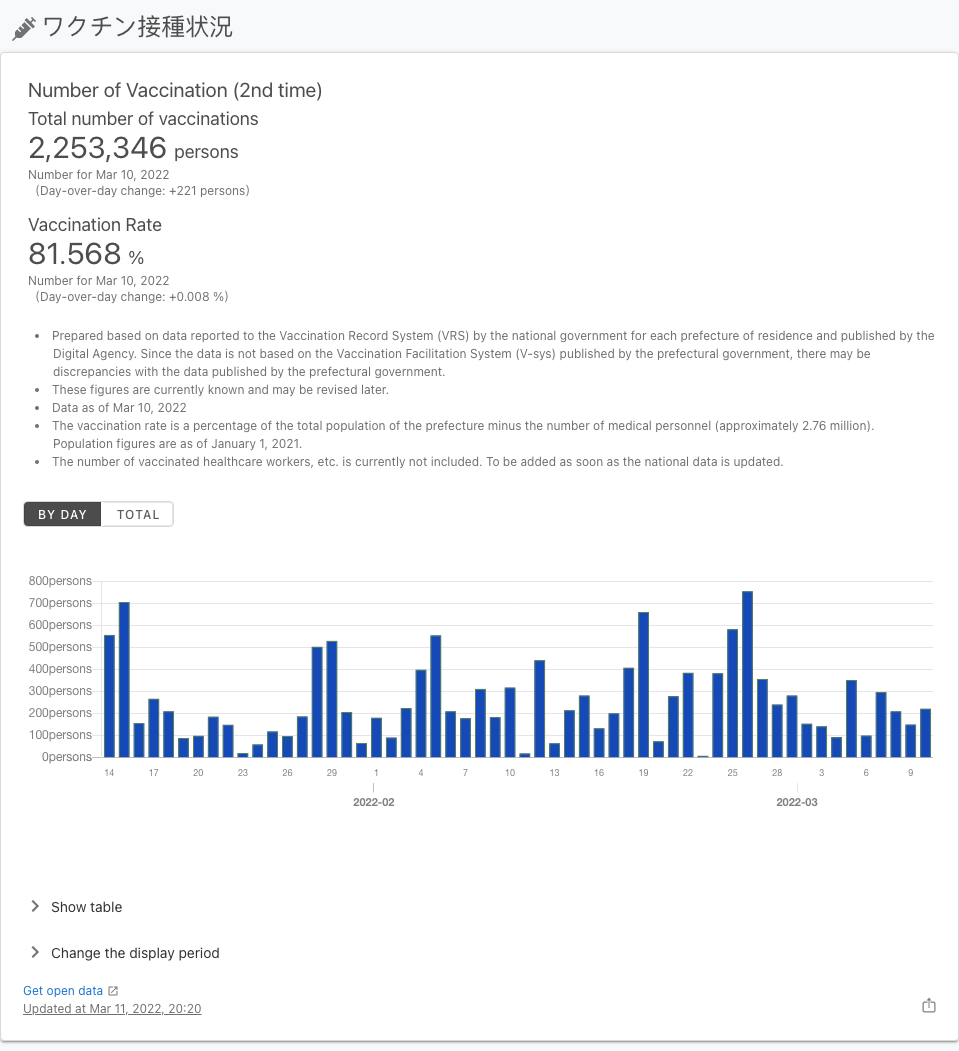 ワクチン接種状況
Number of Vaccination (2nd time)
Total number of vaccinations
2,253,346 persons
Number for Mar 10, 2022
(Day-over-day change: +221 persons)
Vaccination Rate
81.568 %
Number for Mar 10, 2022
(Day-over-day change: +0.008 %)
• Prepared based on data reported to the Vaccination Record System (VRS) by the national government for each prefecture of residence and published by the
Digital Agency. Since the data is not based on the Vaccination Facilitation System (V-sys) published by the prefectural government, there may be
discrepancies with the data published by the prefectural government.
• These figures are currently known and may be revised later.
• Data as of Mar 10, 2022
• The vaccination rate is a percentage of the total population of the prefecture minus the number of medical personnel (approximately 2.76 million).
Population figures are as of January 1, 2021.
• The number of vaccinated healthcare workers, etc. is currently not included. To be added as soon as the national data is updated.
BY DAY TOTAL
800persons
700persons
600persons
500persons
400persons
300persons
200persons
100persons
0persons
14 17 20 23 26 29 1 4 7 10 13 16 19 22 25 28 3 6 9
2022-02 2022-03
Show table
Change the display period
Get open data
Updated at Mar 11, 2022, 20:20